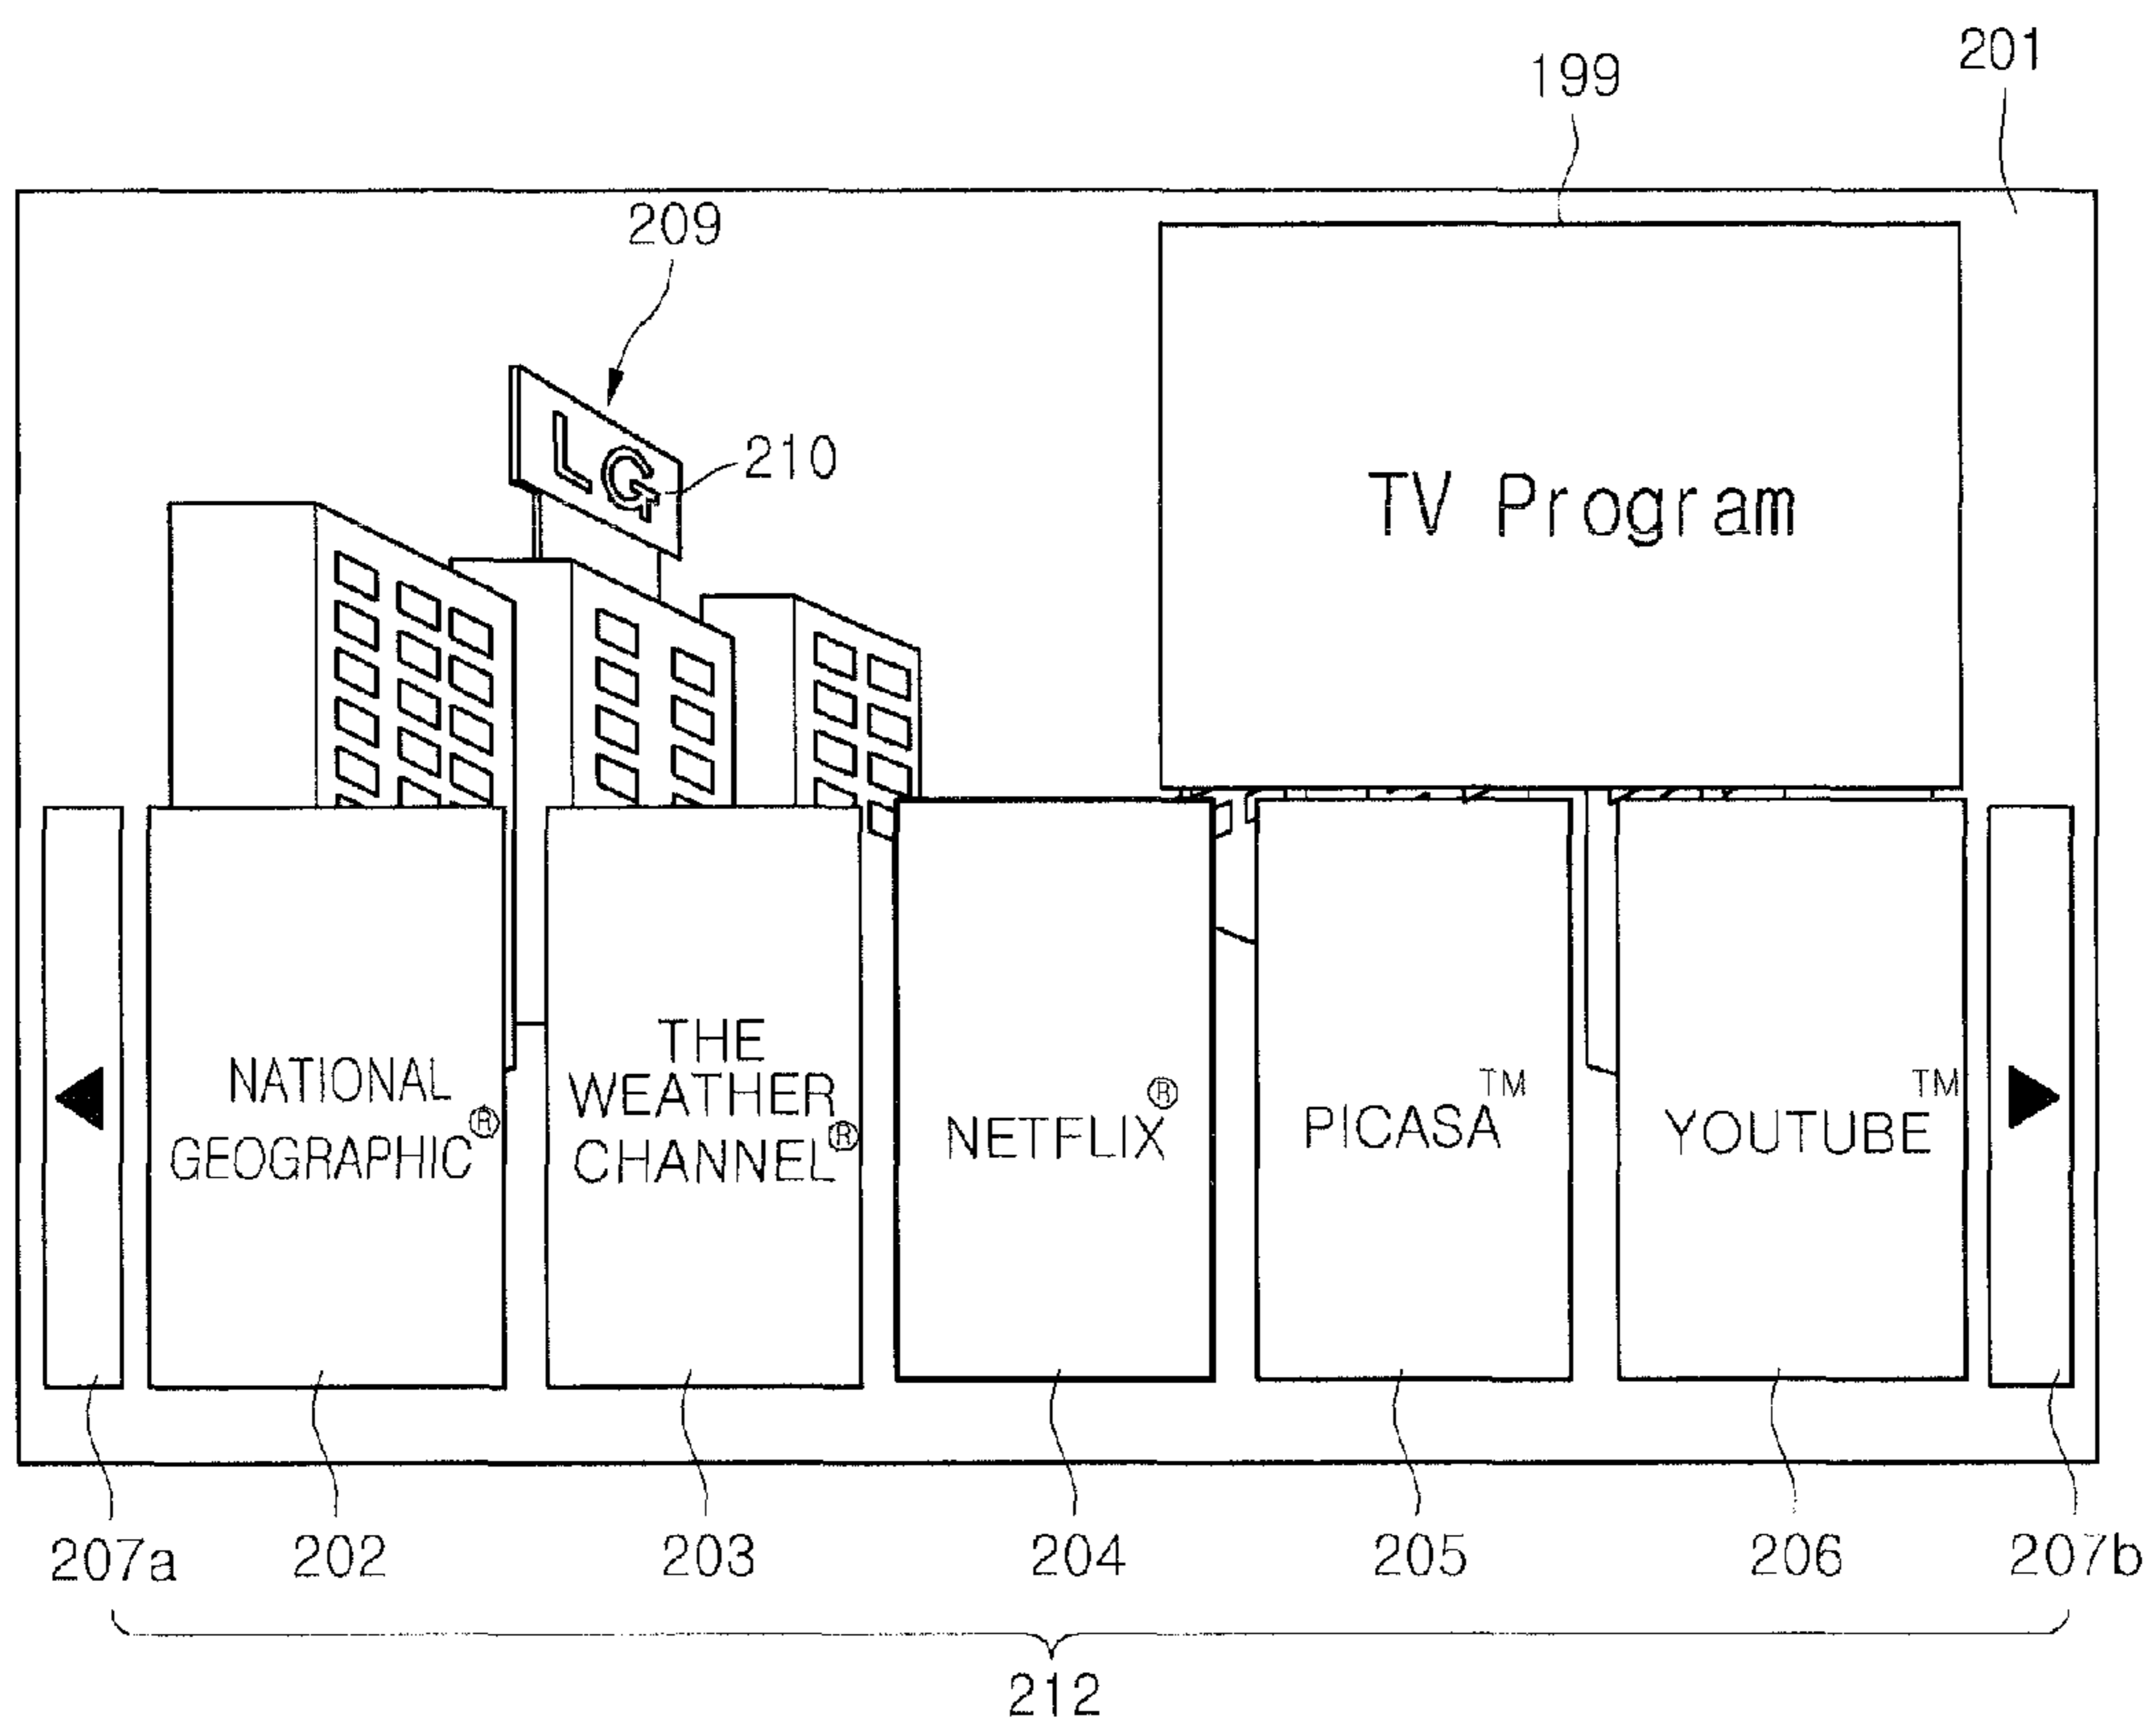 201
199
209
LG
210
TV Program
NATIONAL
GEOGRAPHIC®
THE
WEATHER
CHANNEL®
NETFLIX®
PICASA™
YOUTUBE™
207a
202
203
204
205
206
207b
212